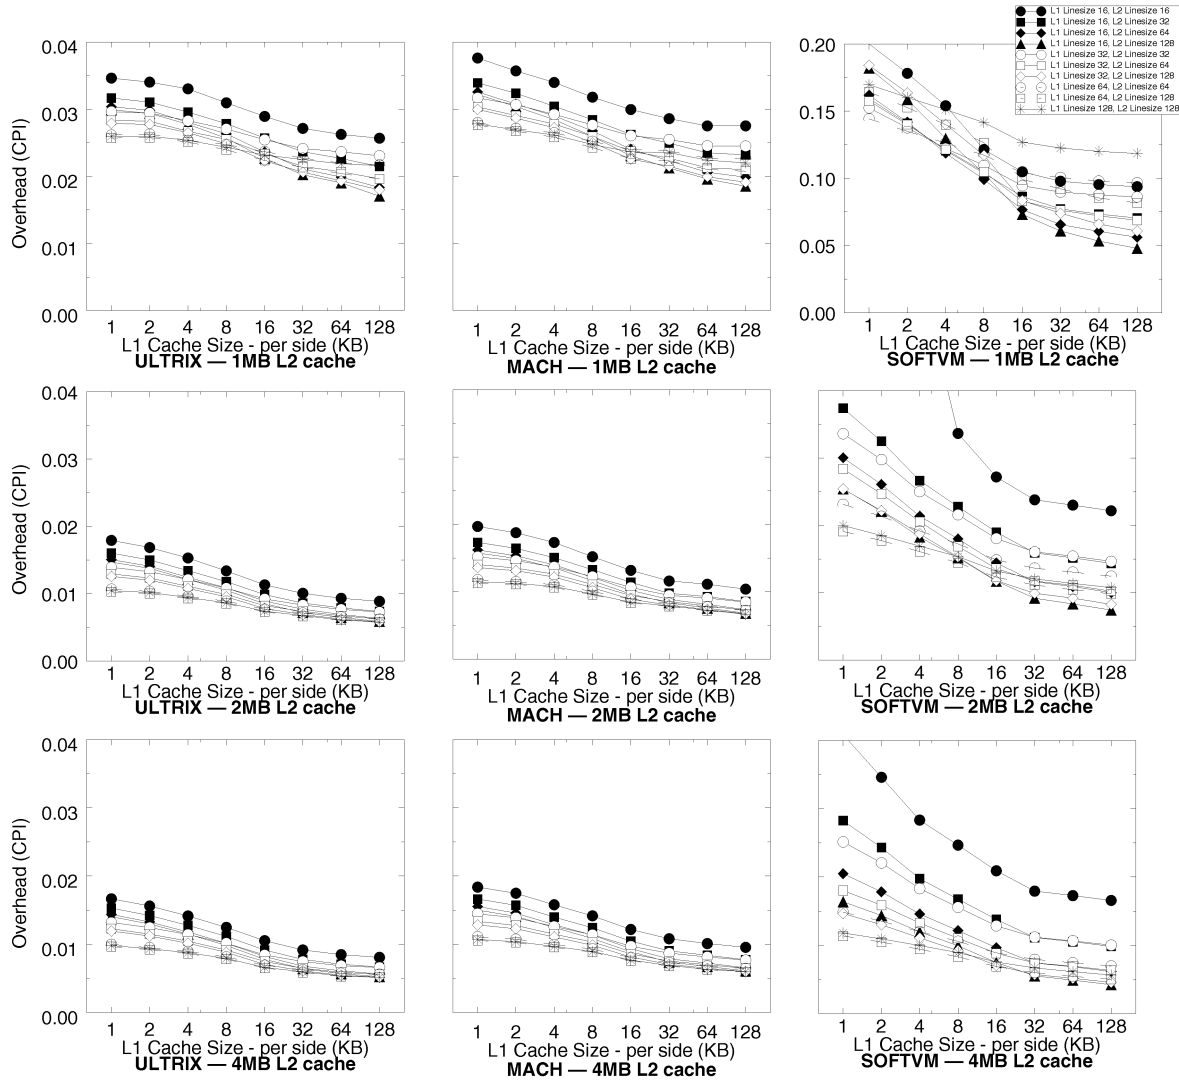 L1 Linesize 16, L2 Linesize 16
L1 Linesize 16, L2 Linesize 32
L1 Linesize 16, L2 Linesize 64
L1 Linesize 16, L2 Linesize 128
L1 Linesize 32, L2 Linesize 32
L1 Linesize 32, L2 Linesize 64
L1 Linesize 32, L2 Linesize 128
L1 Linesize 64, L2 Linesize 64
L1 Linesize 64, L2 Linesize 128
L1 Linesize 128, L2 Linesize 128
Overhead (CPI)
0.04
0.03
0.02
0.01
0.00
1 2 4 8 16 32 64 128
L1 Cache Size - per side (KB)
ULTRIX — 1MB L2 cache
1 2 4 8 16 32 64 128
L1 Cache Size - per side (KB)
MACH — 1MB L2 cache
0.20
0.15
0.10
0.05
0.00
1 2 4 8 16 32 64 128
L1 Cache Size - per side (KB)
SOFTVM — 1MB L2 cache
Overhead (CPI)
0.04
0.03
0.02
0.01
0.00
1 2 4 8 16 32 64 128
L1 Cache Size - per side (KB)
ULTRIX — 2MB L2 cache
1 2 4 8 16 32 64 128
L1 Cache Size - per side (KB)
MACH — 2MB L2 cache
1 2 4 8 16 32 64 128
L1 Cache Size - per side (KB)
SOFTVM — 2MB L2 cache
Overhead (CPI)
0.04
0.03
0.02
0.01
0.00
1 2 4 8 16 32 64 128
L1 Cache Size - per side (KB)
ULTRIX — 4MB L2 cache
1 2 4 8 16 32 64 128
L1 Cache Size - per side (KB)
MACH — 4MB L2 cache
1 2 4 8 16 32 64 128
L1 Cache Size - per side (KB)
SOFTVM — 4MB L2 cache